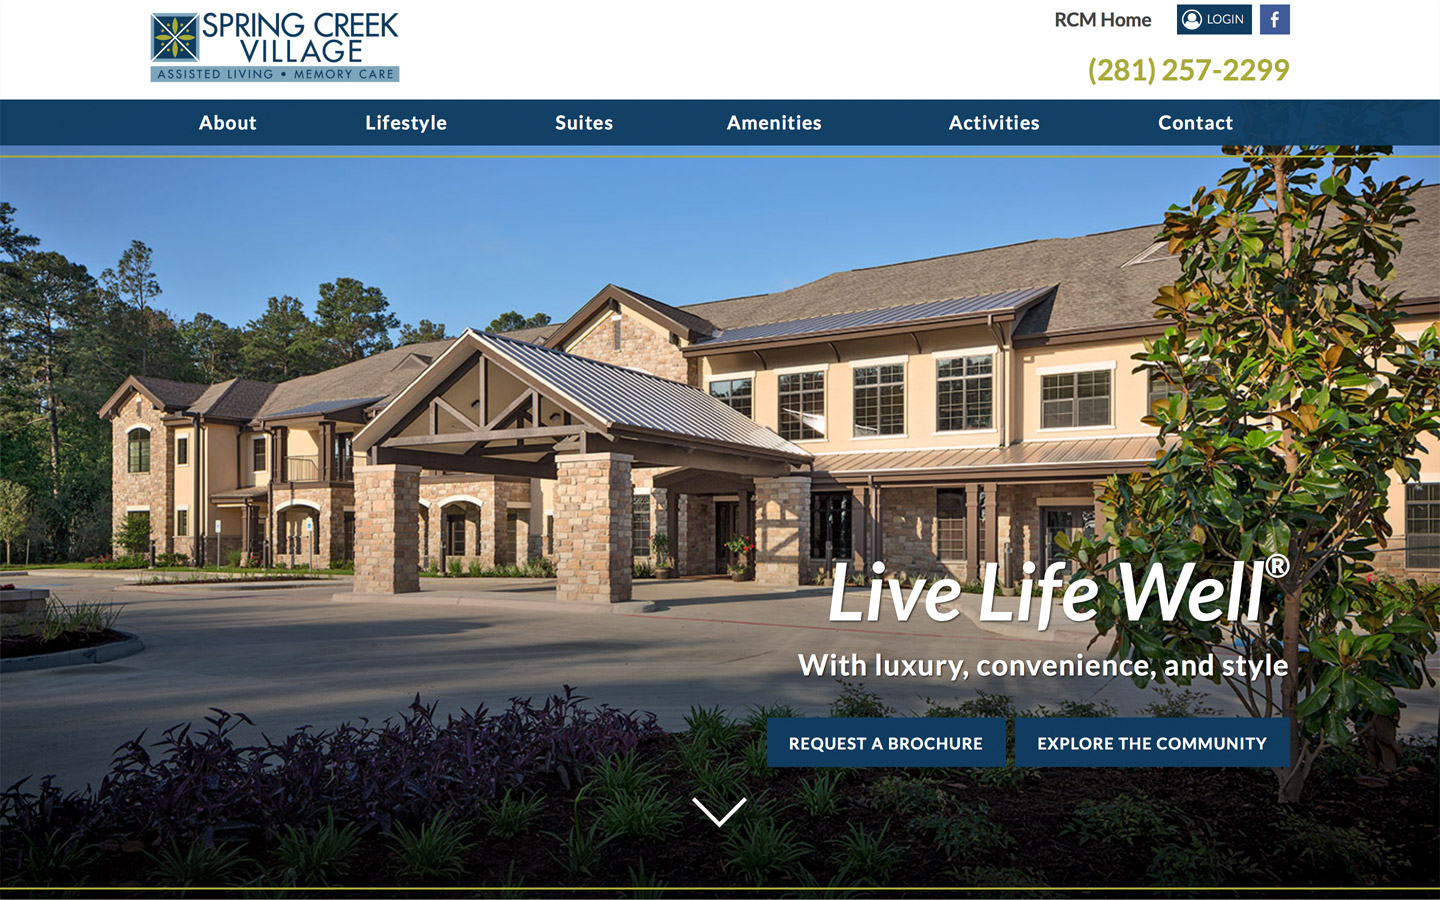 SPRING CREEK
VILLAGE
ASSISTED LIVING • MEMORY CARE
RCM Home
LOGIN
f
(281) 257-2299
About
Lifestyle
Suites
Amenities
Activities
Contact
Live Life Well®
With luxury, convenience, and style
REQUEST A BROCHURE
EXPLORE THE COMMUNITY